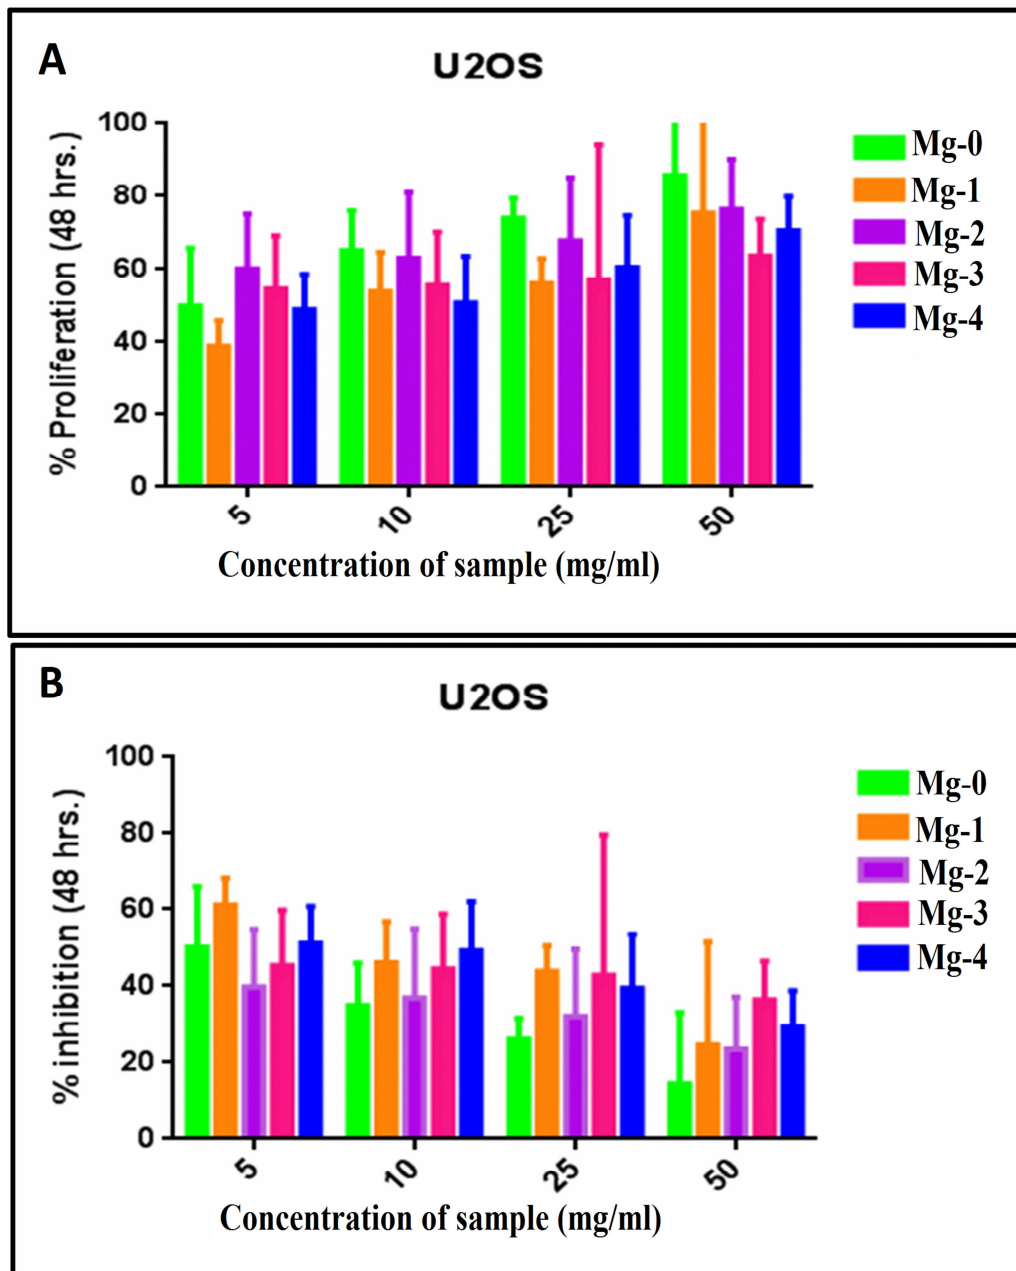 A
U2OS
% Proliferation (48 hrs.)
100
80
60
40
20
0
5 10 25 50
Concentration of sample (mg/ml)
Mg-0
Mg-1
Mg-2
Mg-3
Mg-4
B
U2OS
% inhibition (48 hrs.)
100
80
60
40
20
0
5 10 25 50
Concentration of sample (mg/ml)
Mg-0
Mg-1
Mg-2
Mg-3
Mg-4